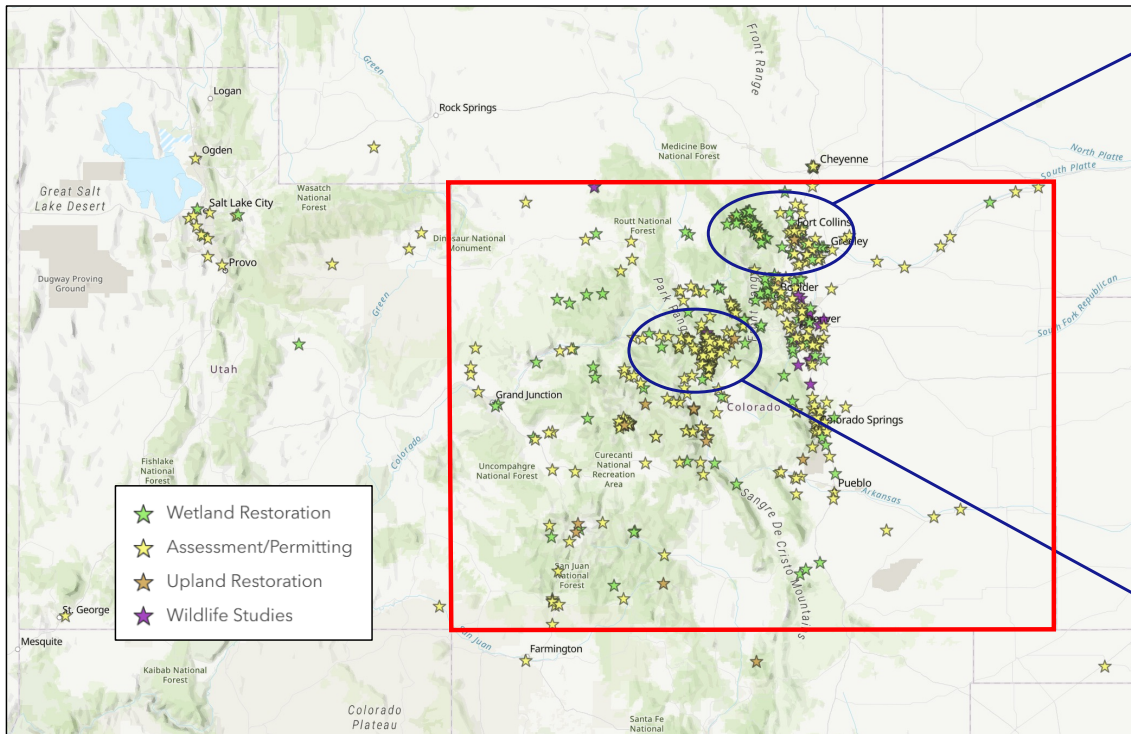 Logan
Green
Rock Springs
Front Range
Ogden
Medicine Bow
National Forest
Cheyenne
North Platte
South Platte
Great Salt
Lake Desert
Salt Lake City
Wasatch
National
Forest
Routt National
Forest
Fort Collins
Greeley
Dinosaur National
Monument
Provo
Dugway Proving
Ground
Green
Park Range
Boulder
Denver
South Fork Republican
Utah
Grand Junction
Colorado
Colorado Springs
Colorado
Fishlake
National
Forest
Uncompahgre
National Forest
Curecanti
National
Recreation
Area
Pueblo
Arkansas
Sangre De Cristo Mountains
Wetland Restoration
Assessment/Permitting
Upland Restoration
Wildlife Studies
San Juan
National
Forest
St. George
Mesquite
San Juan
Farmington
Kaibab National
Forest
Colorado
Plateau
Santa Fe
National